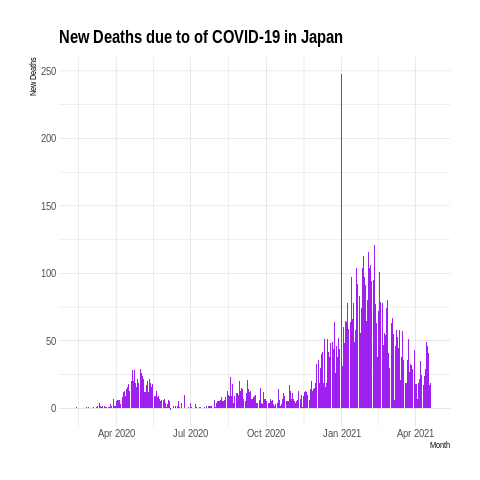 New Deaths due to of COVID-19 in Japan
New Deaths
250
200
150
100
50
0
Apr 2020 Jul 2020 Oct 2020 Jan 2021 Apr 2021
Month